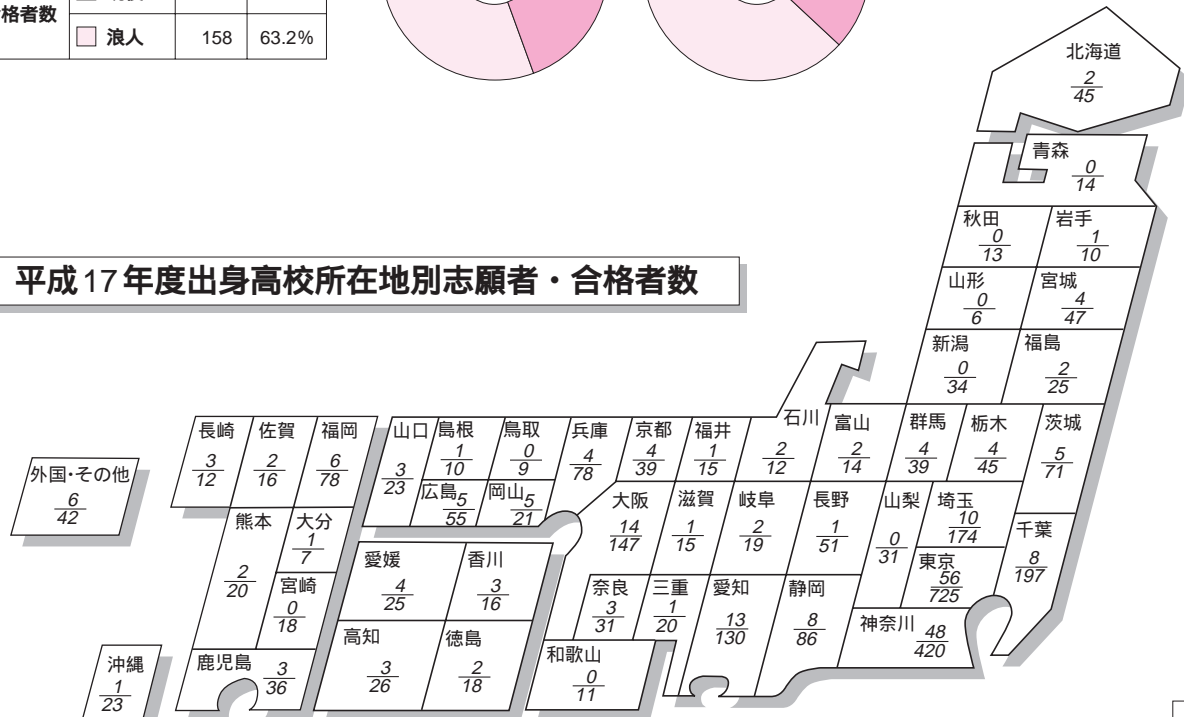 合格者数
浪人 158 63.2%
平成17年度出身高校所在地別志願者・合格者数
北海道
2
45
青森
0
14
秋田
0
13
岩手
1
10
山形
0
6
宮城
4
47
新潟
0
34
福島
2
25
長崎
3
12
佐賀
2
16
福岡
6
78
山口
3
23
島根
1
10
鳥取
0
9
兵庫
4
78
京都
4
39
福井
1
15
石川
2
12
富山
2
14
群馬
4
39
栃木
4
45
茨城
5
71
外国・その他
6
42
広島
5
55
岡山
5
21
大阪
14
147
滋賀
1
15
岐阜
2
19
長野
1
51
山梨
0
31
埼玉
10
174
千葉
8
197
熊本
2
20
大分
1
7
宮崎
0
18
愛媛
4
25
香川
3
16
奈良
3
31
三重
1
20
愛知
13
130
静岡
8
86
東京
56
725
神奈川
48
420
高知
3
26
徳島
2
18
和歌山
0
11
沖縄
1
23
鹿児島
3
36